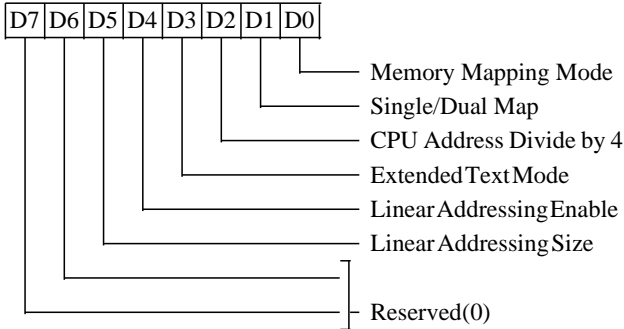 D7 D6 D5 D4 D3 D2 D1 D0
Memory Mapping Mode
Single/Dual Map
CPU Address Divide by 4
Extended Text Mode
Linear Addressing Enable
Linear Addressing Size
Reserved (0)